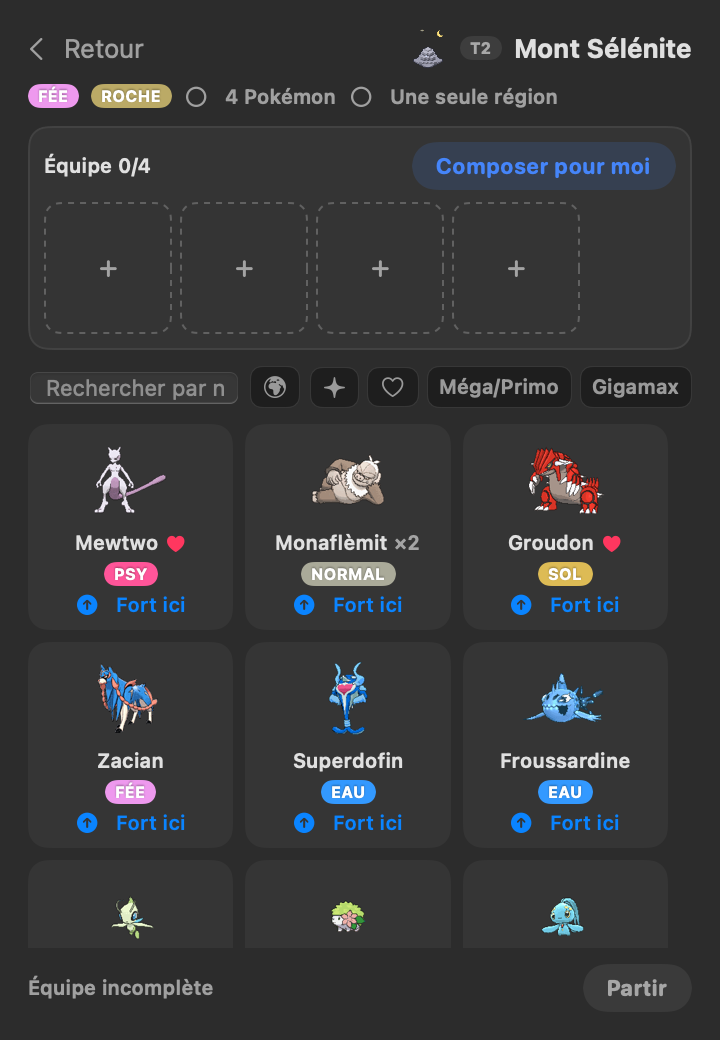 Retour
T2 Mont Sélénite
FÉE ROCHE 4 Pokémon Une seule région
Équipe 0/4 Composer pour moi
+ + + +
Rechercher par n Méga/Primo Gigamax
Mewtwo Monaflèmit ×2 Groudon
PSY NORMAL SOL
Fort ici Fort ici Fort ici
Zacian Superdofin Froussardine
FÉE EAU EAU
Fort ici Fort ici Fort ici
Équipe incomplète Partir